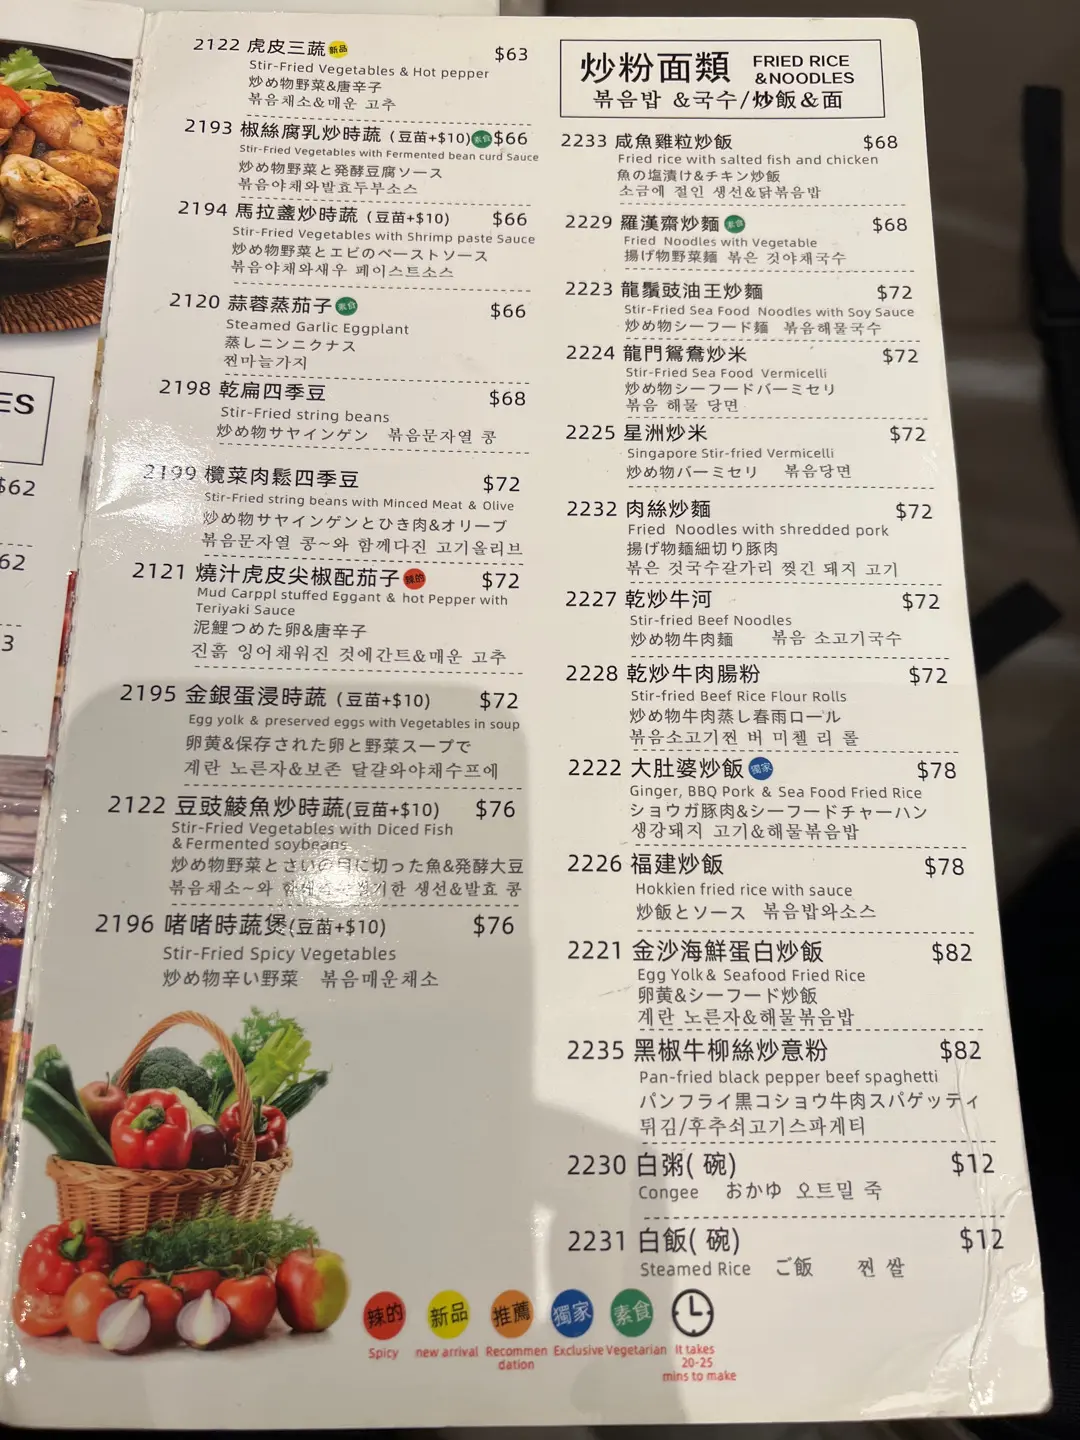 ES
$62
62
3
2122 虎皮三蔬 新品 $63
Stir-Fried Vegetables & Hot pepper
炒め物野菜&唐辛子
볶음채소&매운 고추
2193 椒絲腐乳炒時蔬 (豆苗+$10) 素食 $66
Stir-Fried Vegetables with Fermented bean curd Sauce
炒め物野菜と発酵豆腐ソース
볶음야채와발효두부소스
2194 馬拉盞炒時蔬 (豆苗+$10) $66
Stir-Fried Vegetables with Shrimp paste Sauce
炒め物野菜とエビのペーストソース
볶음야채와새우 페이스트소스
2120 蒜蓉蒸茄子 素食 $66
Steamed Garlic Eggplant
蒸しニンニクナス
찐마늘가지
2198 乾扁四季豆 $68
Stir-Fried string beans
炒め物サヤインゲン 볶음문자열 콩
2199 欖菜肉鬆四季豆 $72
Stir-Fried string beans with Minced Meat & Olive
炒め物サヤインゲンとひき肉&オリーブ
볶음문자열 콩~와 함께다진 고기올리브
2121 燒汁虎皮尖椒配茄子 辣的 $72
Mud Carppl stuffed Eggant & hot Pepper with
Teriyaki Sauce
泥鯉つめた卵&唐辛子
진흙 잉어채워진 것에간트&매운 고추
2195 金銀蛋浸時蔬 (豆苗+$10) $72
Egg yolk & preserved eggs with Vegetables in soup
卵黄&保存された卵と野菜スープで
계란 노른자&보존 달걀와야채수프에
2122 豆豉鯪魚炒時蔬(豆苗+$10) $76
Stir-Fried Vegetables with Diced Fish
&Fermented soybeans
炒め物野菜とさいの目に切った魚&発酵大豆
볶음채소~와 생선&발효 콩
2196 啫啫時蔬煲(豆苗+$10) $76
Stir-Fried Spicy Vegetables
炒め物辛い野菜 볶음매운채소
炒粉面類 FRIED RICE
&NOODLES
볶음밥 &국수/炒飯&面
2233 咸魚雞粒炒飯 $68
Fried rice with salted fish and chicken
魚の塩漬け&チキン炒飯
소금에 절인 생선&닭볶음밥
2229 羅漢齋炒麵 素食 $68
Fried Noodles with Vegetable
揚げ物野菜麺 볶은 것야채국수
2223 龍鬚豉油王炒麵 $72
Stir-Fried Sea Food Noodles with Soy Sauce
炒め物シーフード麺 볶음해물국수
2224 龍門鴛鴦炒米 $72
Stir-Fried Sea Food Vermicelli
炒め物シーフードバーミセリ
볶음 해물 당면
2225 星洲炒米 $72
Singapore Stir-fried Vermicelli
炒め物バーミセリ 볶음당면
2232 肉絲炒麵 $72
Fried Noodles with shredded pork
揚げ物麺細切り豚肉
볶은 것국수갈가리 찢긴 돼지 고기
2227 乾炒牛河 $72
Stir-fried Beef Noodles
炒め物牛肉麺 볶음 소고기국수
2228 乾炒牛肉腸粉 $72
Stir-fried Beef Rice Flour Rolls
炒め物牛肉蒸し春雨ロール
볶음소고기찐 버 미첼 리 롤
2222 大肚婆炒飯 獨家 $78
Ginger, BBQ Pork & Sea Food Fried Rice
ショウガ豚肉&シーフードチャーハン
생강돼지 고기&해물볶음밥
2226 福建炒飯 $78
Hokkien fried rice with sauce
炒飯とソース 볶음밥와소스
2221 金沙海鮮蛋白炒飯 $82
Egg Yolk& Seafood Fried Rice
卵黄&シーフード炒飯
계란 노른자&해물볶음밥
2235 黑椒牛柳絲炒意粉 $82
Pan-fried black pepper beef spaghetti
パンフライ黒コショウ牛肉スパゲッティ
튀김/후추쇠고기스파게티
2230 白粥( 碗) $12
Congee おかゆ 오트밀 죽
2231 白飯( 碗) $12
Steamed Rice ご飯 찐 쌀
辣的 新品 推薦 獨家 素食
Spicy new arrival Recommen Exclusive Vegetarian It takes
dation 20-25
mins to make